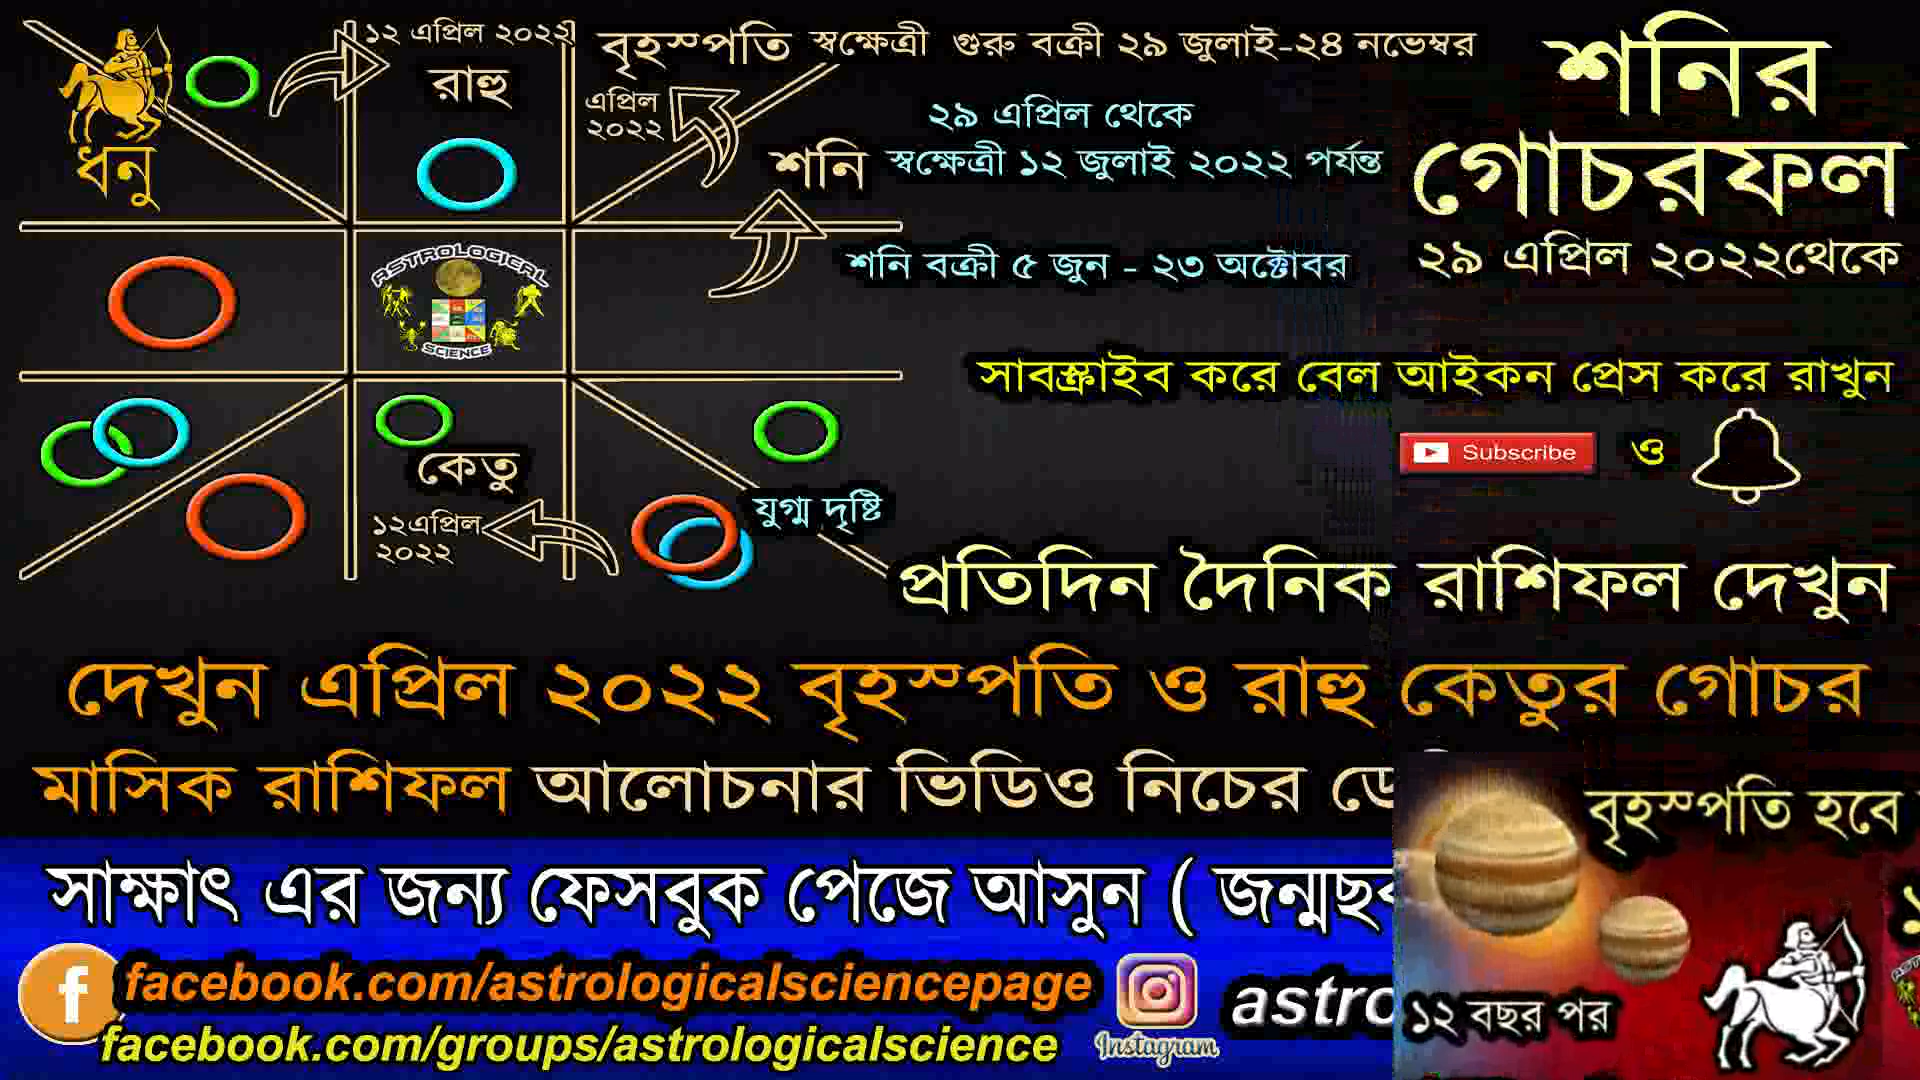 ১২ এপ্রিল ২০২২
রাহু
ধনু
বৃহস্পতি স্বক্ষেত্রী গুরু বক্রী ২৯ জুলাই-২৪ নভেম্বর
এপ্রিল
২০২২
২৯ এপ্রিল থেকে
শনি স্বক্ষেত্রী ১২ জুলাই ২০২২ পর্যন্ত
শনি বক্রী ৫ জুন - ২৩ অক্টোবর
শনির
গোচরফল
২৯ এপ্রিল ২০২২থেকে
ASTROLOGICAL
SCIENCE
সাবস্ক্রাইব করে বেল আইকন প্রেস করে রাখুন
Subscribe ও
কেতু
১২এপ্রিল
২০২২
যুগ্ম দৃষ্টি
প্রতিদিন দৈনিক রাশিফল দেখুন
দেখুন এপ্রিল ২০২২ বৃহস্পতি ও রাহু কেতুর গোচর
মাসিক রাশিফল আলোচনার ভিডিও নিচের ডে
বৃহস্পতি হবে
সাক্ষাৎ এর জন্য ফেসবুক পেজে আসুন ( জন্মছব
facebook.com/astrologicalsciencepage
facebook.com/groups/astrologicalscience
Instagram
astro
১২ বছর পর